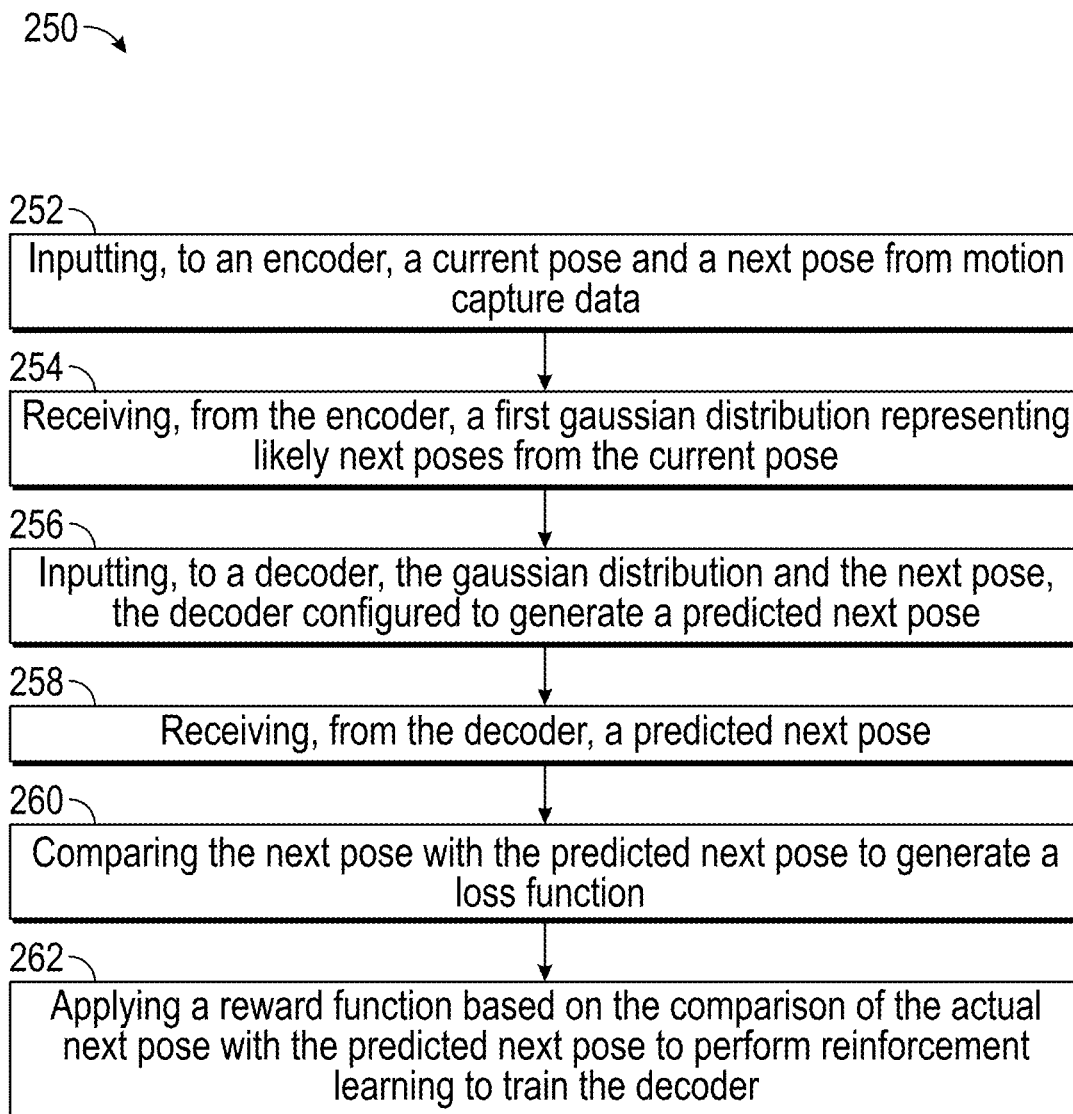 250
252
Inputting, to an encoder, a current pose and a next pose from motion
capture data
254
Receiving, from the encoder, a first gaussian distribution representing
likely next poses from the current pose
256
Inputting, to a decoder, the gaussian distribution and the next pose,
the decoder configured to generate a predicted next pose
258
Receiving, from the decoder, a predicted next pose
260
Comparing the next pose with the predicted next pose to generate a
loss function
262
Applying a reward function based on the comparison of the actual
next pose with the predicted next pose to perform reinforcement
learning to train the decoder